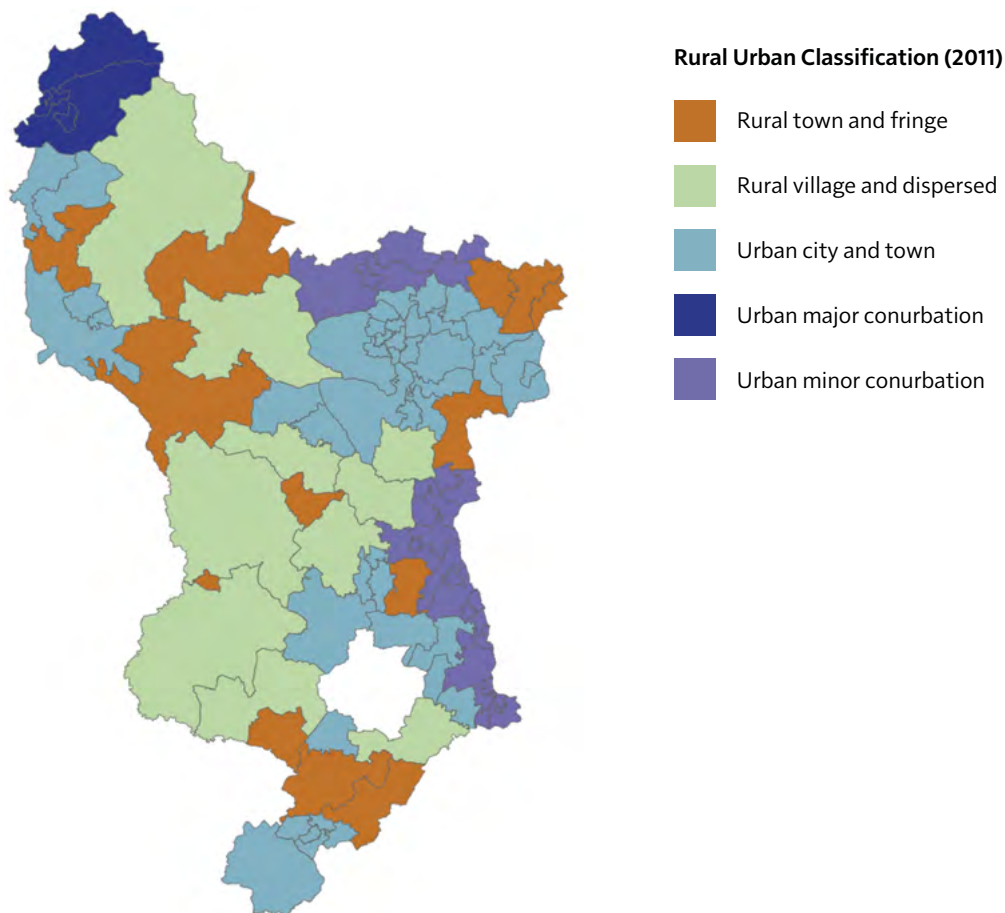 Rural Urban Classification (2011)
Rural town and fringe
Rural village and dispersed
Urban city and town
Urban major conurbation
Urban minor conurbation